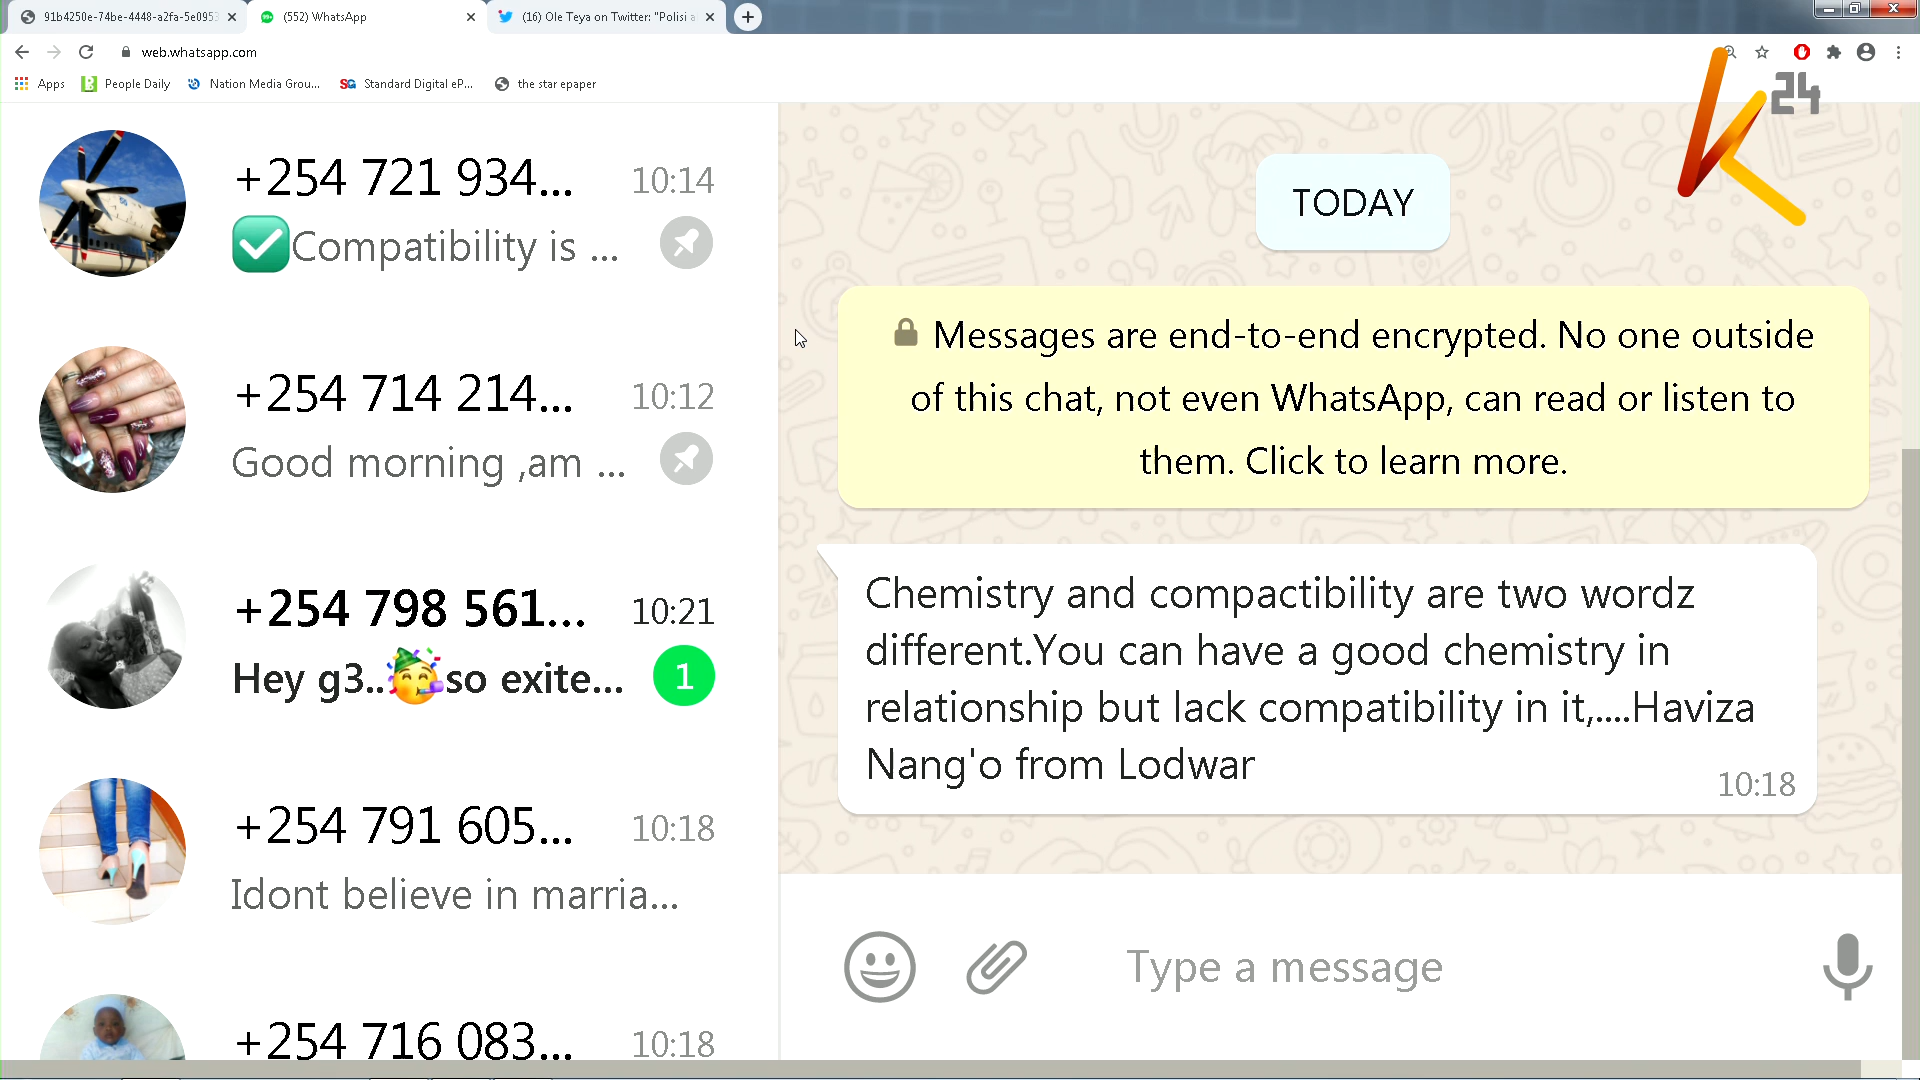 91b4250e-74be-4448-a2fa-5e0953
(552) WhatsApp
(16) Ole Teya on Twitter: "Polisi a
web.whatsapp.com
Apps
People Daily
Nation Media Grou...
SG Standard Digital eP...
the star epaper
24
+254 721 934... 10:14
✅Compatibility is ...
+254 714 214... 10:12
Good morning ,am ...
+254 798 561... 10:21
Hey g3..🥳so exite... 1
+254 791 605... 10:18
Idont believe in marria...
+254 716 083... 10:18
TODAY
Messages are end-to-end encrypted. No one outside
of this chat, not even WhatsApp, can read or listen to
them. Click to learn more.
Chemistry and compactibility are two wordz
different.You can have a good chemistry in
relationship but lack compatibility in it,....Haviza
Nang'o from Lodwar
10:18
Type a message